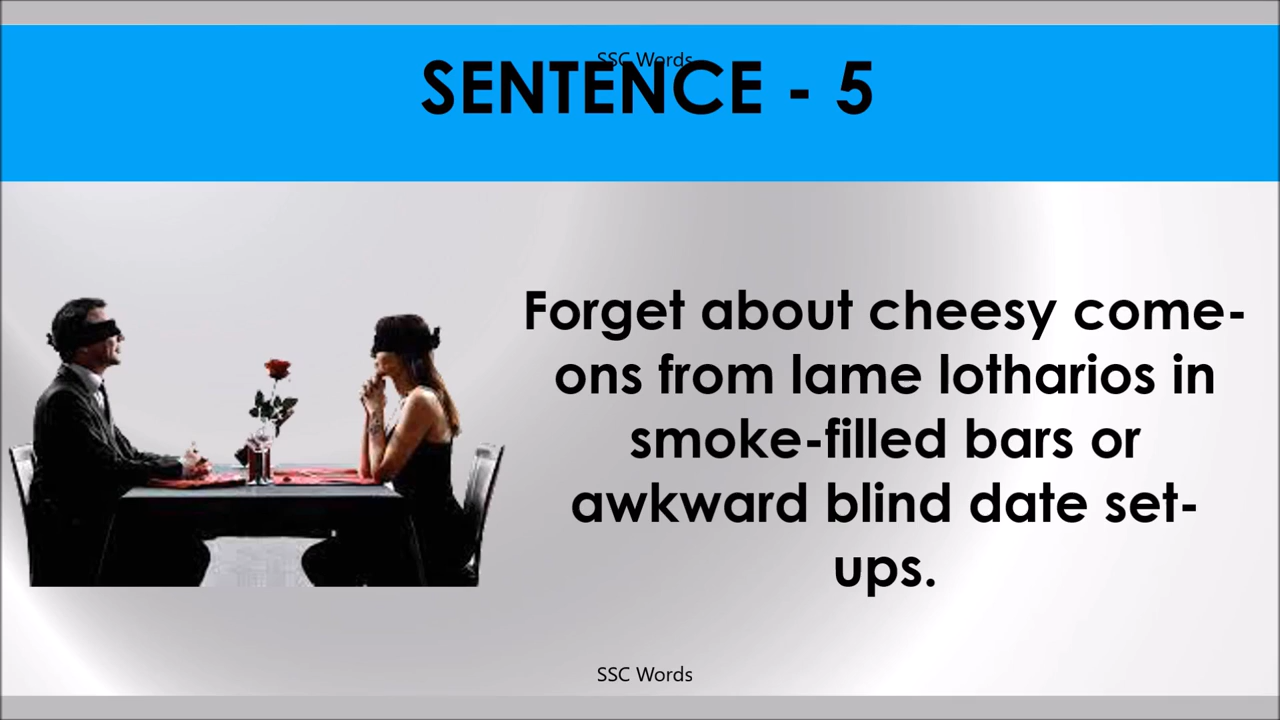 SSC Words
SENTENCE - 5
Forget about cheesy come-
ons from lame lotharios in
smoke-filled bars or
awkward blind date set-
ups.
SSC Words